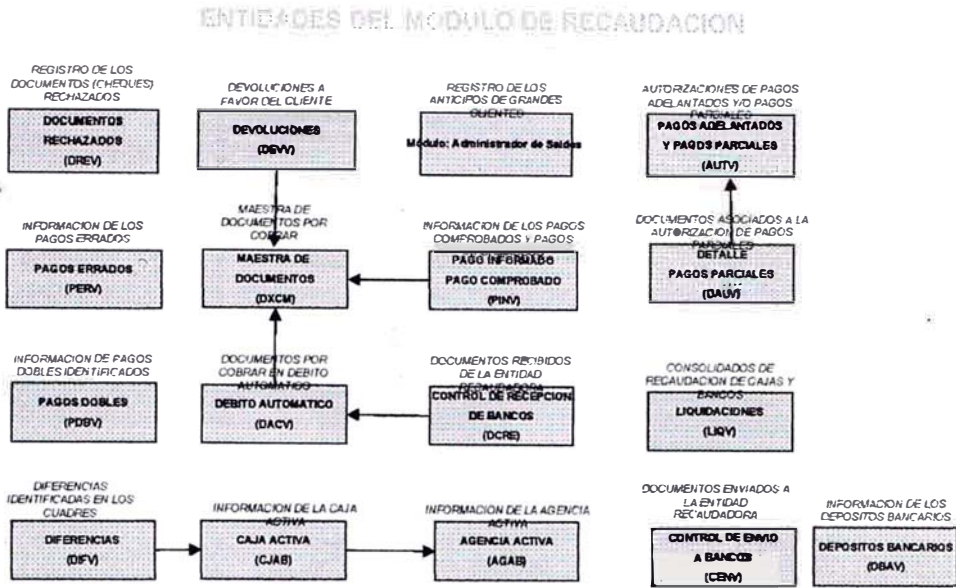 ENTIDADES DEL MODULO DE RECAUDACION
REGISTRO DE LOS
DOCUMENTOS (CHEQUES)
RECHAZADOS
DOCUMENTOS
RECHAZADOS
(DREV)
DEVOLUCIONES A
FAVOR DEL CLIENTE
DEVOLUCIONES
(DEVV)
REGISTRO DE LOS
ANTICIPOS DE GRANDES
CLIENTES
Módulo: Administrador de Saldos
AUTORIZACIONES DE PAGOS
ADELANTADOS Y/O PAGOS
PARCIALES
PAGOS ADELANTADOS
Y PAGOS PARCIALES
(AUTV)
INFORMACION DE LOS
PAGOS ERRADOS
PAGOS ERRADOS
(PERV)
MAESTRA DE
DOCUMENTOS POR
COBRAR
MAESTRA DE
DOCUMENTOS
(DXCM)
INFORMACION DE LOS PAGOS
COMPROBADOS Y PAGOS
PAGO INFORMADO
PAGO COMPROBADO
(PINV)
DOCUMENTOS ASOCIADOS A LA
AUTORIZACION DE PAGOS
PARCIALES
DETALLE
PAGOS PARCIALES
(DAUV)
INFORMACION DE PAGOS
DOBLES IDENTIFICADOS
PAGOS DOBLES
(PDBV)
DOCUMENTOS POR
COBRAR EN DEBITO
AUTOMATICO
DEBITO AUTOMATICO
(DACV)
DOCUMENTOS RECIBIDOS
DE LA ENTIDAD
RECAUDADORA
CONTROL DE RECEPCION
DE BANCOS
(DCRE)
CONSOLIDADOS DE
RECAUDACION DE CAJAS Y
BANCOS
LIQUIDACIONES
(LIQV)
DIFERENCIAS
IDENTIFICADAS EN LOS
CUADRES
DIFERENCIAS
(DIFV)
INFORMACION DE LA CAJA
ACTIVA
CAJA ACTIVA
(CJAB)
INFORMACION DE LA AGENCIA
ACTIVA
AGENCIA ACTIVA
(AGAB)
DOCUMENTOS ENVIADOS A
LA ENTIDAD
RECAUDADORA
CONTROL DE ENVIO
A BANCOS
(CENV)
INFORMACION DE LOS
DEPOSITOS BANCARIOS
DEPOSITOS BANCARIOS
(DBAV)